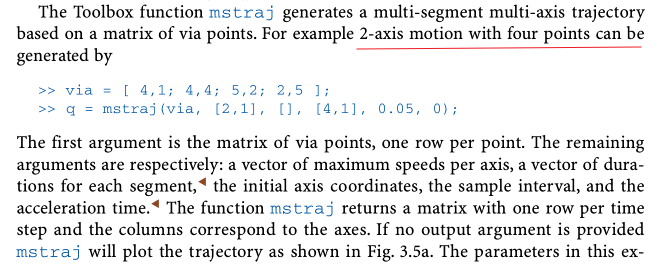 The Toolbox function mstraj generates a multi-segment multi-axis trajectory
based on a matrix of via points. For example 2-axis motion with four points can be
generated by
>> via = [ 4,1; 4,4; 5,2; 2,5 ];
>> q = mstraj(via, [2,1], [], [4,1], 0.05, 0);
The first argument is the matrix of via points, one row per point. The remaining
arguments are respectively: a vector of maximum speeds per axis, a vector of dura-
tions for each segment,◄ the initial axis coordinates, the sample interval, and the
acceleration time.◄ The function mstraj returns a matrix with one row per time
step and the columns correspond to the axes. If no output argument is provided
mstraj will plot the trajectory as shown in Fig. 3.5a. The parameters in this ex-